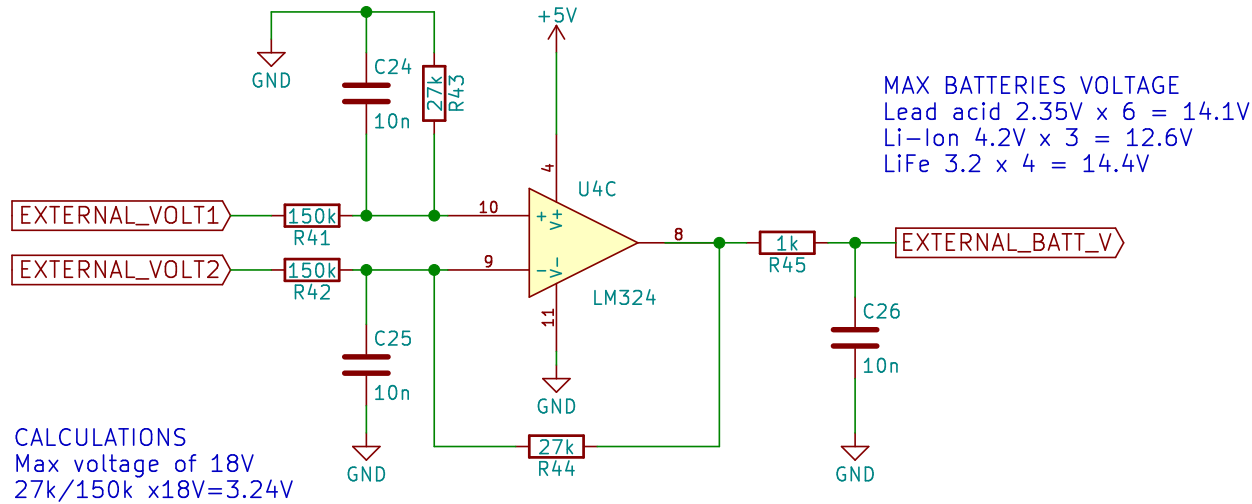 +5V
GND
C24
10n
27k
R43
MAX BATTERIES VOLTAGE
Lead acid 2.35V x 6 = 14.1V
Li-Ion 4.2V x 3 = 12.6V
LiFe 3.2 x 4 = 14.4V
4
U4C
EXTERNAL_VOLT1
150k
R41
10
+
V+
EXTERNAL_VOLT2
150k
R42
9
-
V-
8
1k
R45
EXTERNAL_BATT_V
LM324
11
GND
C25
10n
GND
C26
10n
GND
27k
R44
CALCULATIONS
Max voltage of 18V
27k/150k x18V=3.24V